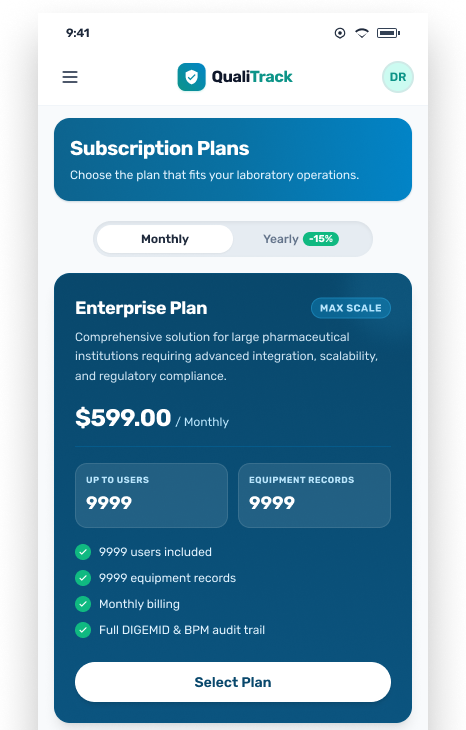 9:41
QualiTrack
DR
Subscription Plans
Choose the plan that fits your laboratory operations.
Monthly
Yearly -15%
Enterprise Plan
MAX SCALE
Comprehensive solution for large pharmaceutical
institutions requiring advanced integration, scalability,
and regulatory compliance.
$599.00 / Monthly
UP TO USERS
9999
EQUIPMENT RECORDS
9999
9999 users included
9999 equipment records
Monthly billing
Full DIGEMID & BPM audit trail
Select Plan